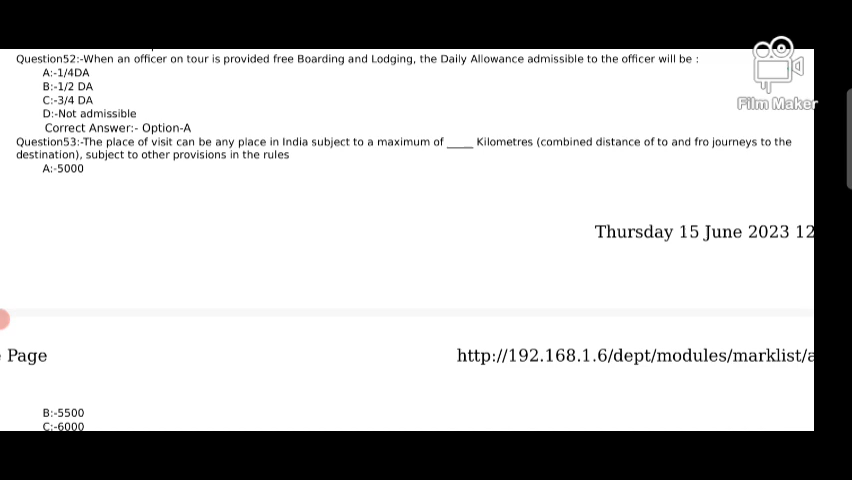 Question52:-When an officer on tour is provided free Boarding and Lodging, the Daily Allowance admissible to the officer will be :
A:-1/4DA
B:-1/2 DA
C:-3/4 DA
D:-Not admissible
Correct Answer:- Option-A
Question53:-The place of visit can be any place in India subject to a maximum of _____ Kilometres (combined distance of to and fro journeys to the
destination), subject to other provisions in the rules
A:-5000
Film Maker
Thursday 15 June 2023 12
Page
http://192.168.1.6/dept/modules/marklist/a
B:-5500
C:-6000